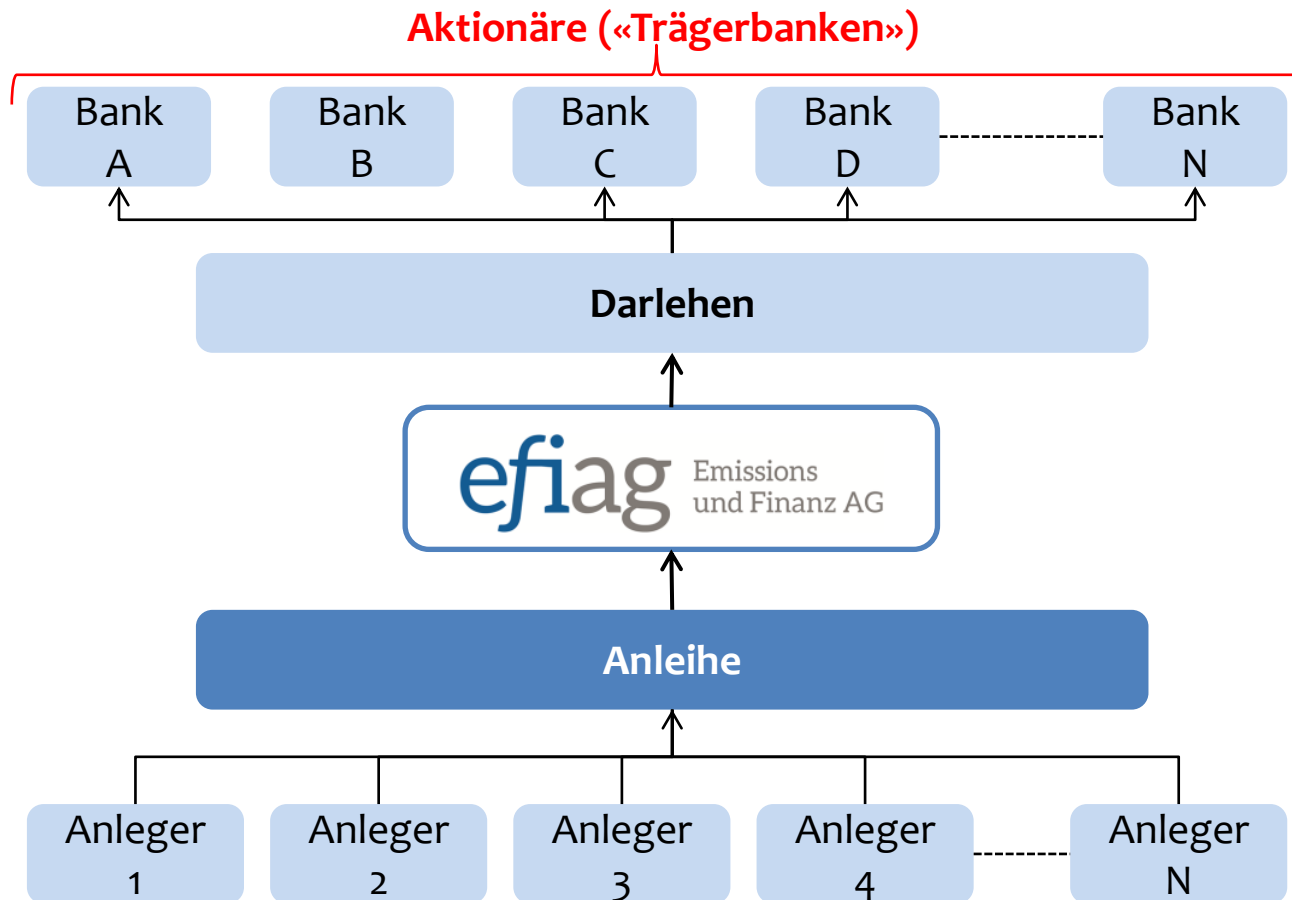 Aktionäre («Trägerbanken»)
Bank
A
Bank
B
Bank
C
Bank
D
Bank
N
Darlehen
efiag
Emissions
und Finanz AG
Anleihe
Anleger
1
Anleger
2
Anleger
3
Anleger
4
Anleger
N